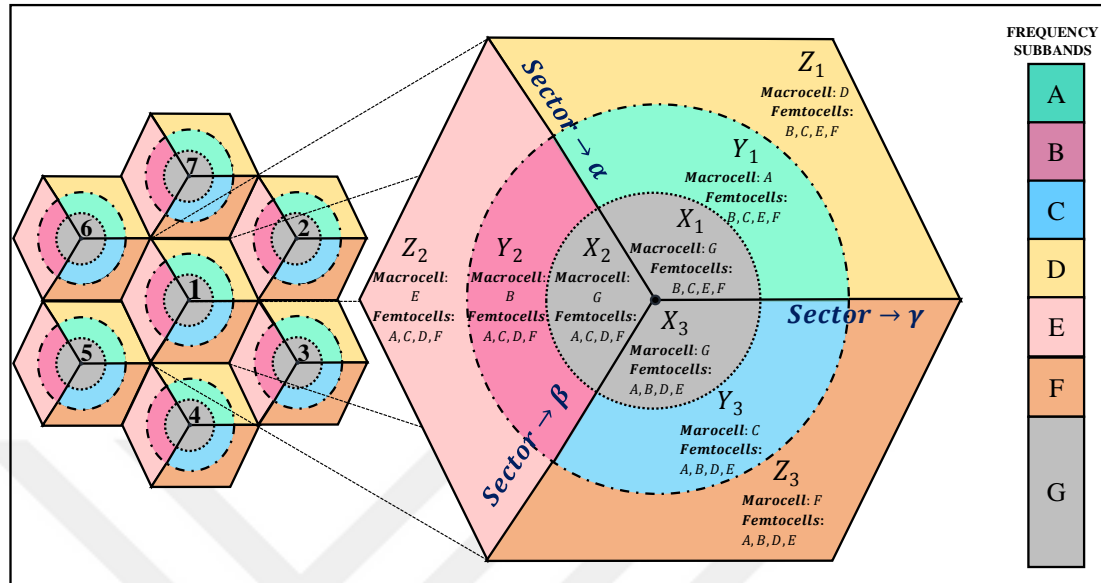 FREQUENCY
SUBBANDS
A
B
C
D
E
F
G
7
6
2
1
5
3
4
Sector → α
Sector → β
Sector → γ
Z₁
Macrocell: D
Femtocells:
B, C, E, F
Y₁
Macrocell: A
Femtocells:
B, C, E, F
X₁
Macrocell: G
Femtocells:
B, C, E, F
Z₂
Macrocell:
E
Femtocells:
A, C, D, F
Y₂
Macrocell:
B
Femtocells:
A, C, D, F
X₂
Macrocell:
G
Femtocells:
A, C, D, F
X₃
Marocell: G
Femtocells:
A, B, D, E
Y₃
Marocell: C
Femtocells:
A, B, D, E
Z₃
Marocell: F
Femtocells:
A, B, D, E